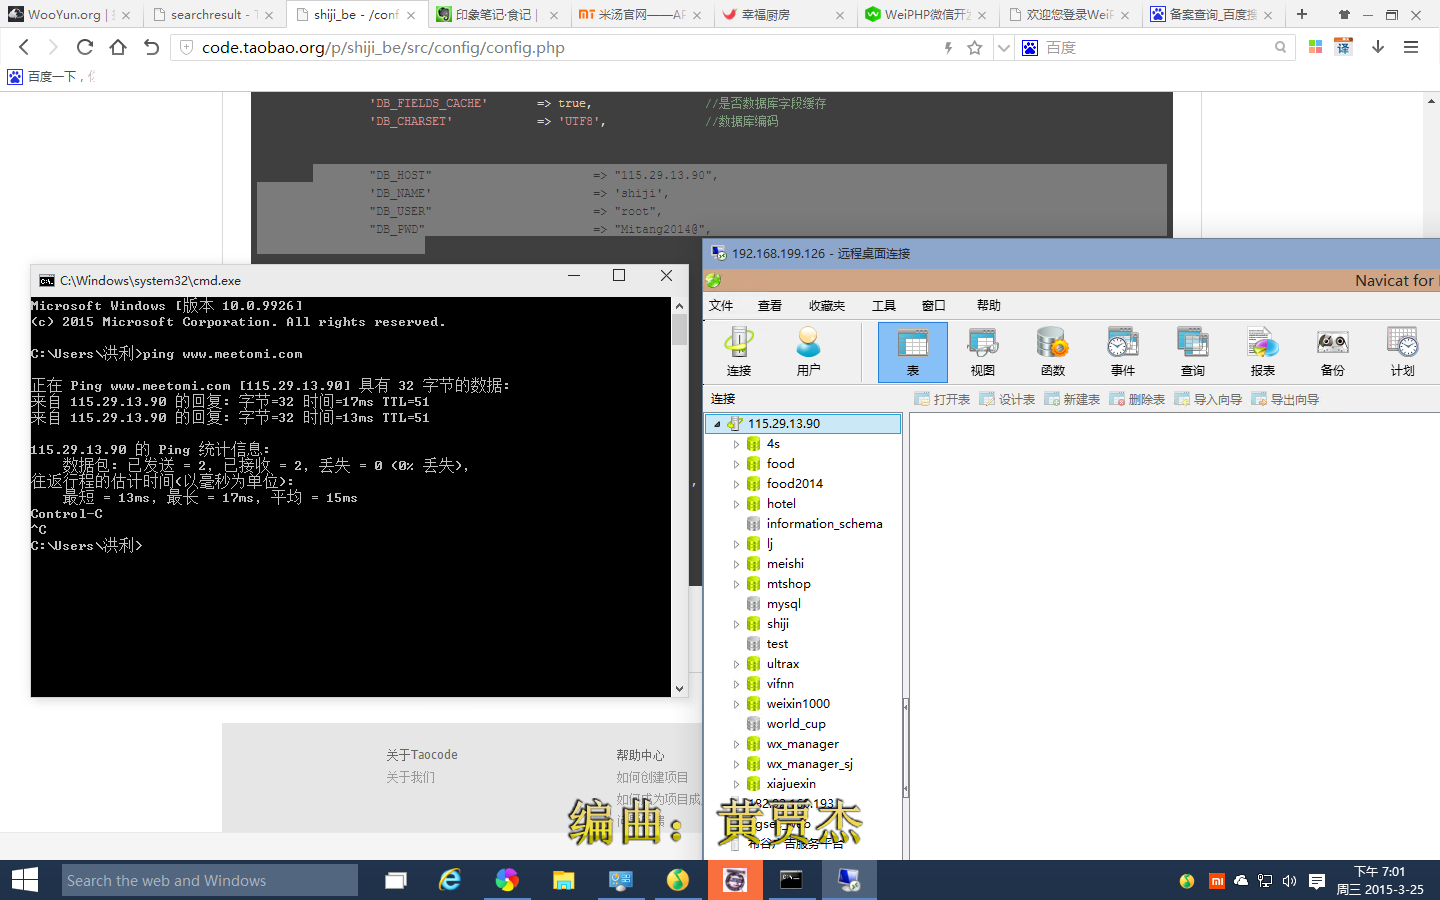 WooYun.org |
searchresult - T
shiji_be - /conf
印象笔记·食记 |
米汤官网——AF
幸福厨房
WeiPHP微信开发
欢迎您登录WeiP
备案查询_百度搜
code.taobao.org/p/shiji_be/src/config/config.php
百度
译
百度一下，
'DB_FIELDS_CACHE' => true, //是否数据库字段缓存
'DB_CHARSET' => 'UTF8', //数据库编码
"DB_HOST" => "115.29.13.90",
'DB_NAME' => 'shiji',
"DB_USER" => "root",
"DB_PWD" => "Mitang2014@",
C:\Windows\system32\cmd.exe
Microsoft Windows [版本 10.0.9926]
(c) 2015 Microsoft Corporation. All rights reserved.
C:\Users\洪利>ping www.meetomi.com
正在 Ping www.meetomi.com [115.29.13.90] 具有 32 字节的数据:
来自 115.29.13.90 的回复: 字节=32 时间=17ms TTL=51
来自 115.29.13.90 的回复: 字节=32 时间=13ms TTL=51
115.29.13.90 的 Ping 统计信息:
数据包: 已发送 = 2, 已接收 = 2, 丢失 = 0 (0% 丢失),
往返行程的估计时间(以毫秒为单位):
最短 = 13ms, 最长 = 17ms, 平均 = 15ms
Control-C
^C
C:\Users\洪利>
192.168.199.126 - 远程桌面连接
Navicat for
文件 查看 收藏夹 工具 窗口 帮助
连接 用户 表 视图 函数 事件 查询 报表 备份 计划
连接
打开表 设计表 新建表 删除表 导入向导 导出向导
115.29.13.90
4s
food
food2014
hotel
information_schema
lj
meishi
mtshop
mysql
shiji
test
ultrax
vifnn
weixin1000
world_cup
wx_manager
wx_manager_sj
xiajuexin
布谷广告服务平台
关于Taocode
关于我们
帮助中心
如何创建项目
如何成为项目成
编曲：黄贾杰
Search the web and Windows
下午 7:01
周三 2015-3-25